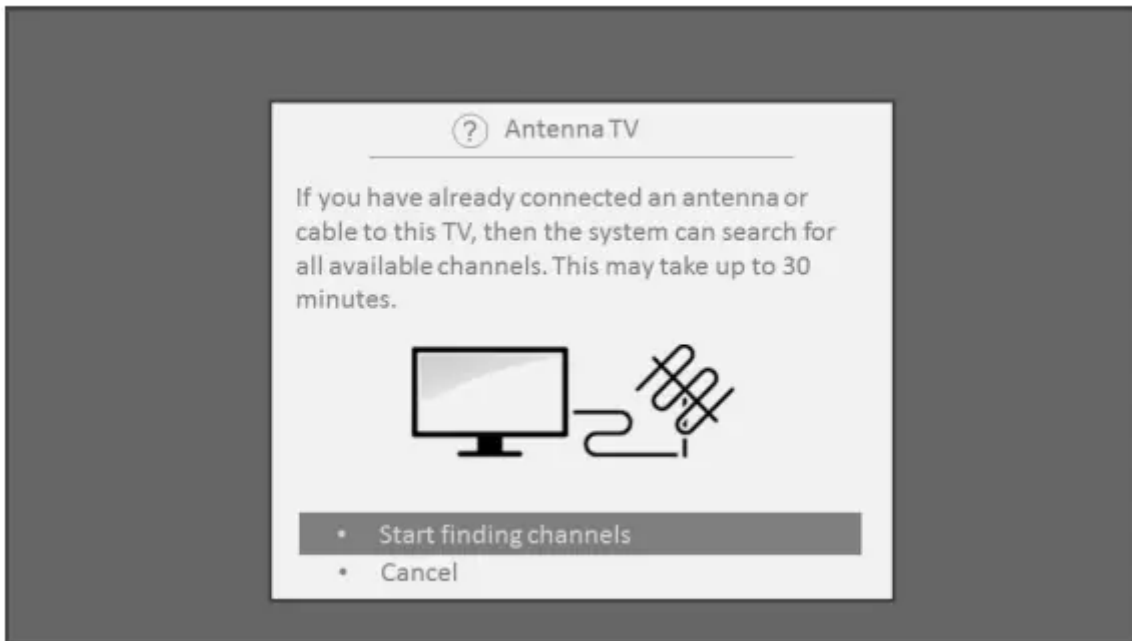 ? Antenna TV
If you have already connected an antenna or
cable to this TV, then the system can search for
all available channels. This may take up to 30
minutes.
• Start finding channels
• Cancel